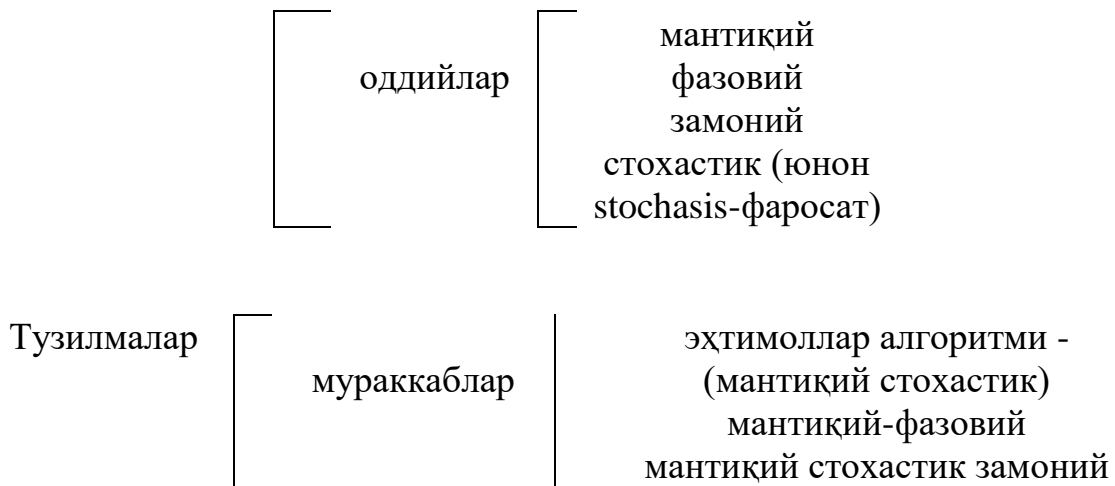 мантиқий
оддийлар фазовий
замоний
стохастик (юнон
stochasis-фаросат)
Тузилмалар эҳтимоллар алгоритми -
мураккаблар (мантиқий стохастик)
мантиқий-фазовий
мантиқий стохастик замоний